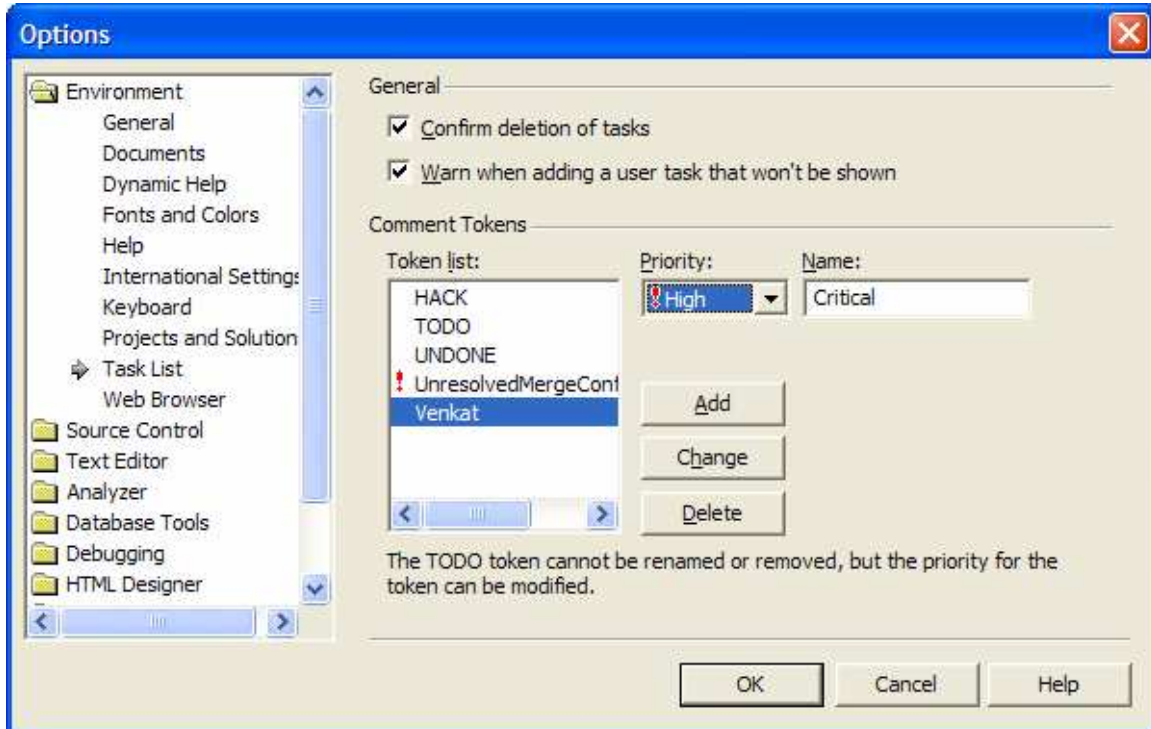 Options
Environment
General
Documents
Dynamic Help
Fonts and Colors
Help
International Settings
Keyboard
Projects and Solution
Task List
Web Browser
Source Control
Text Editor
Analyzer
Database Tools
Debugging
HTML Designer
General
Confirm deletion of tasks
Warn when adding a user task that won't be shown
Comment Tokens
Token list:
HACK
TODO
UNDONE
UnresolvedMergeConf
Venkat
Priority:
High
Name:
Critical
Add
Change
Delete
The TODO token cannot be renamed or removed, but the priority for the
token can be modified.
OK
Cancel
Help